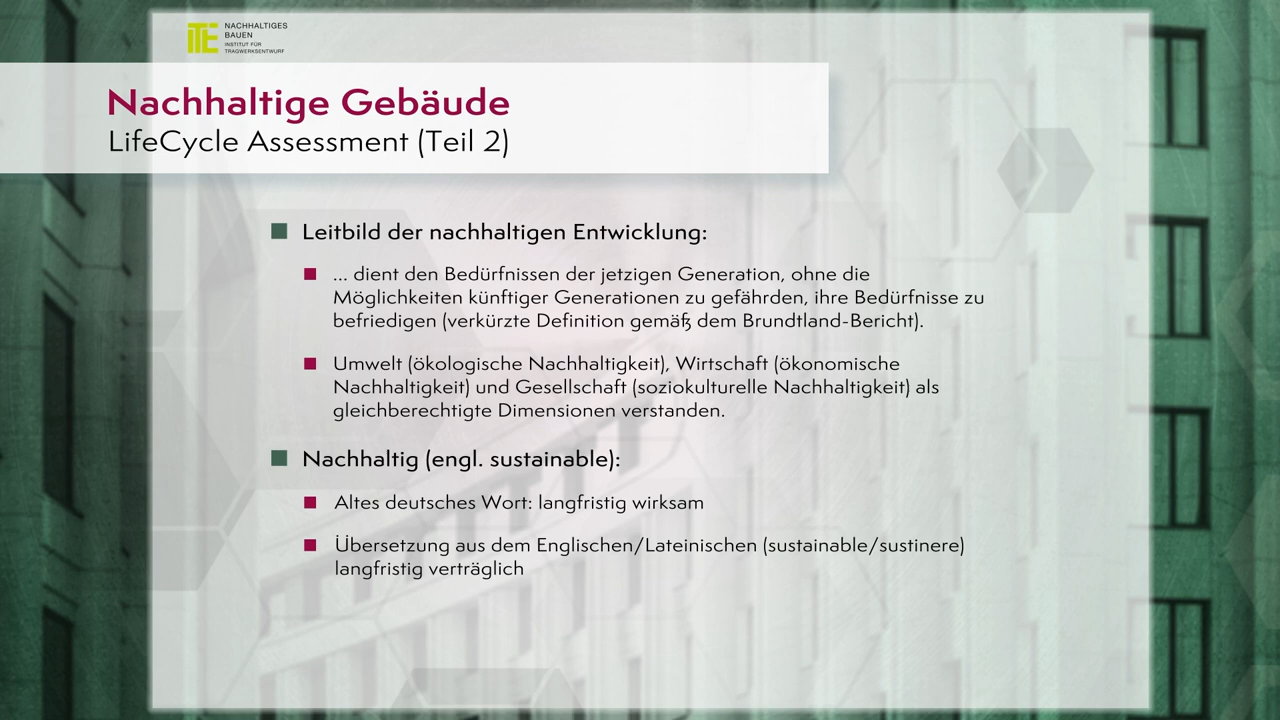 iTE
NACHHALTIGES
BAUEN
INSTITUT FÜR
TRAGWERKSENTWURF
Nachhaltige Gebäude
LifeCycle Assessment (Teil 2)
Leitbild der nachhaltigen Entwicklung:
... dient den Bedürfnissen der jetzigen Generation, ohne die
Möglichkeiten künftiger Generationen zu gefährden, ihre Bedürfnisse zu
befriedigen (verkürzte Definition gemäß dem Brundtland-Bericht).
Umwelt (ökologische Nachhaltigkeit), Wirtschaft (ökonomische
Nachhaltigkeit) und Gesellschaft (soziokulturelle Nachhaltigkeit) als
gleichberechtigte Dimensionen verstanden.
Nachhaltig (engl. sustainable):
Altes deutsches Wort: langfristig wirksam
Übersetzung aus dem Englischen/Lateinischen (sustainable/sustinere)
langfristig verträglich